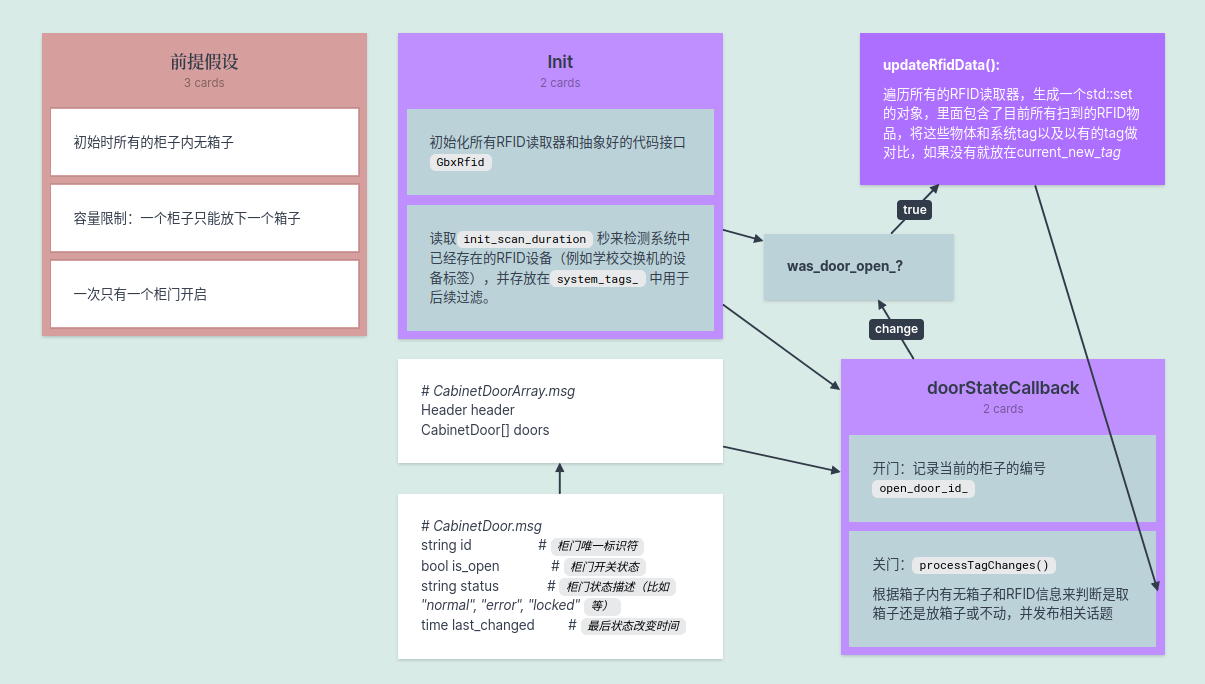 前提假设
3 cards
初始时所有的柜子内无箱子
容量限制：一个柜子只能放下一个箱子
一次只有一个柜门开启
Init
2 cards
初始化所有RFID读取器和抽象好的代码接口
GbxRfid
读取 init_scan_duration 秒来检测系统中
已经存在的RFID设备（例如学校交换机的设
备标签），并存放在 system_tags_ 中用于
后续过滤。
# CabinetDoorArray.msg
Header header
CabinetDoor[] doors
# CabinetDoor.msg
string id # 柜门唯一标识符
bool is_open # 柜门开关状态
string status # 柜门状态描述（比如
"normal", "error", "locked" 等）
time last_changed # 最后状态改变时间
updateRfidData():
遍历所有的RFID读取器，生成一个std::set
的对象，里面包含了目前所有扫到的RFID物
品，将这些物体和系统tag以及以有的tag做
对比，如果没有就放在current_new_tag
true
was_door_open_?
change
doorStateCallback
2 cards
开门：记录当前的柜子的编号
open_door_id_
关门： processTagChanges()
根据箱子内有无箱子和RFID信息来判断是取
箱子还是放箱子或不动，并发布相关话题